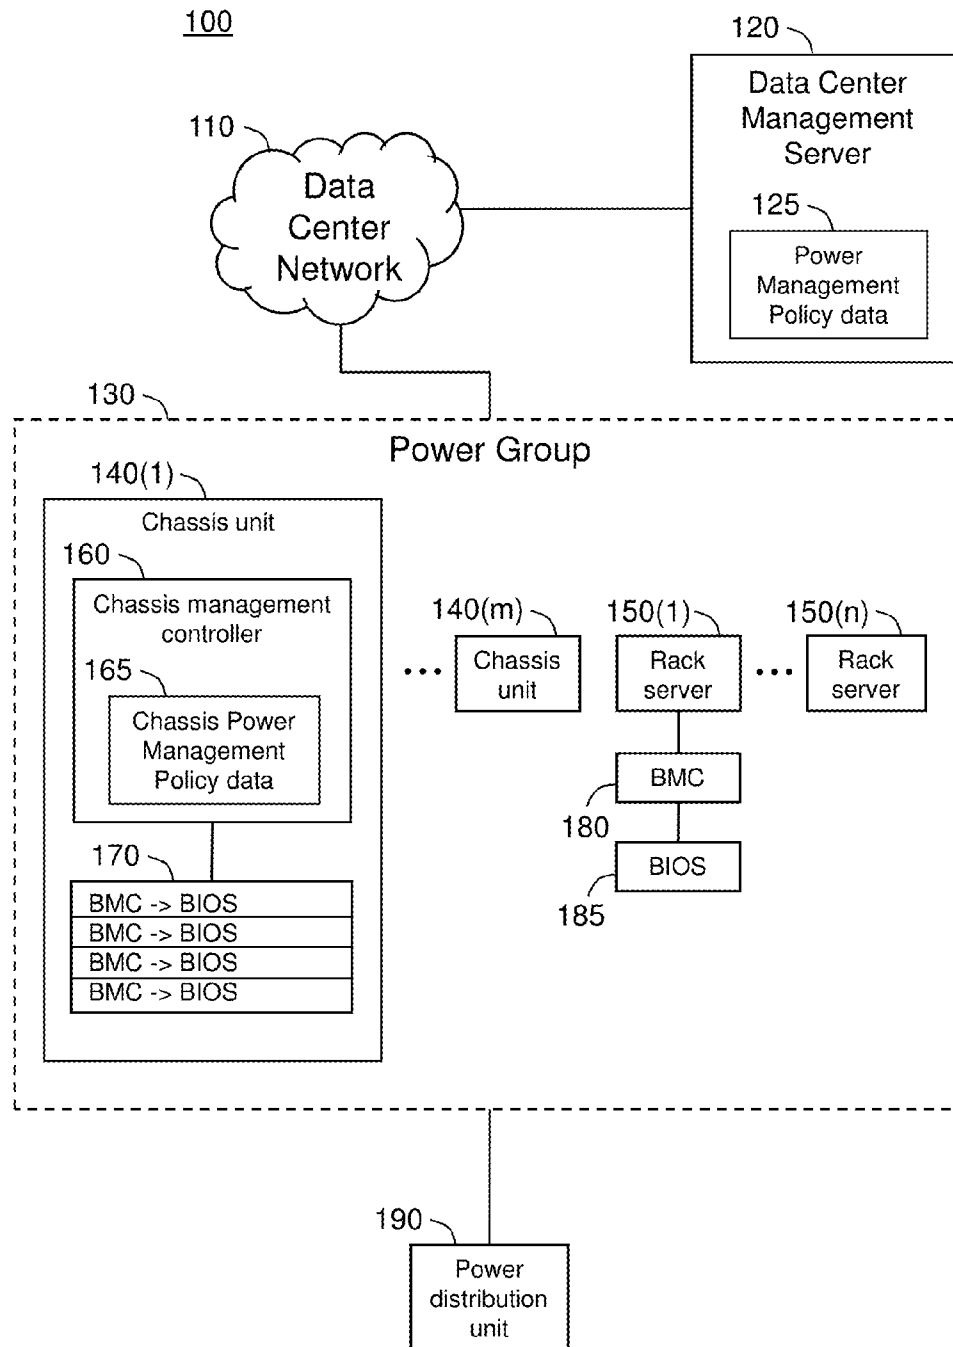 100
120
Data Center
Management
Server
125
Power
Management
Policy data
110
Data
Center
Network
130
Power Group
140(1)
Chassis unit
160
Chassis management
controller
165
Chassis Power
Management
Policy data
170
BMC -> BIOS
BMC -> BIOS
BMC -> BIOS
BMC -> BIOS
•••
140(m)
Chassis
unit
150(1)
Rack
server
•••
150(n)
Rack
server
BMC
180
BIOS
185
190
Power
distribution
unit